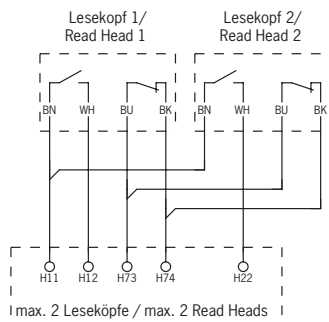 Lesekopf 1/
Read Head 1
Lesekopf 2/
Read Head 2
BN WH BU BK BN WH BU BK
H11 H12 H73 H74 H22
max. 2 Leseköpfe / max. 2 Read Heads